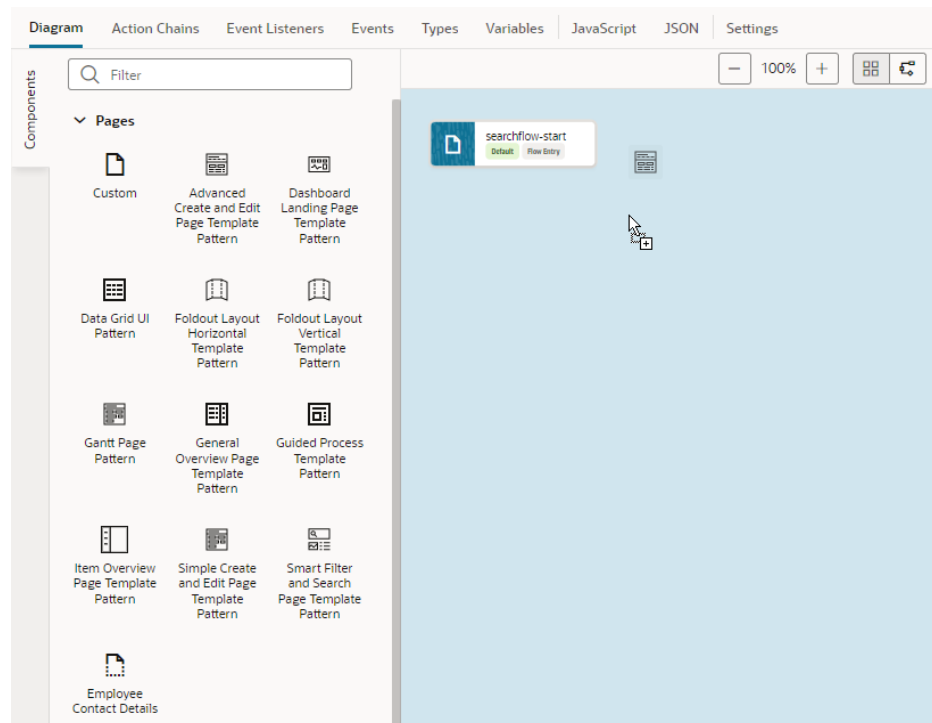 Diagram Action Chains Event Listeners Events Types Variables JavaScript JSON Settings
Components
Filter
100%
Pages
searchflow-start
Default Flow Entry
Custom
Advanced
Create and Edit
Page Template
Pattern
Dashboard
Landing Page
Template
Pattern
Data Grid UI
Pattern
Foldout Layout
Horizontal
Template
Pattern
Foldout Layout
Vertical
Template
Pattern
Gantt Page
Pattern
General
Overview Page
Template
Pattern
Guided Process
Template
Pattern
Item Overview
Page Template
Pattern
Simple Create
and Edit Page
Template
Pattern
Smart Filter
and Search
Page Template
Pattern
Employee
Contact Details